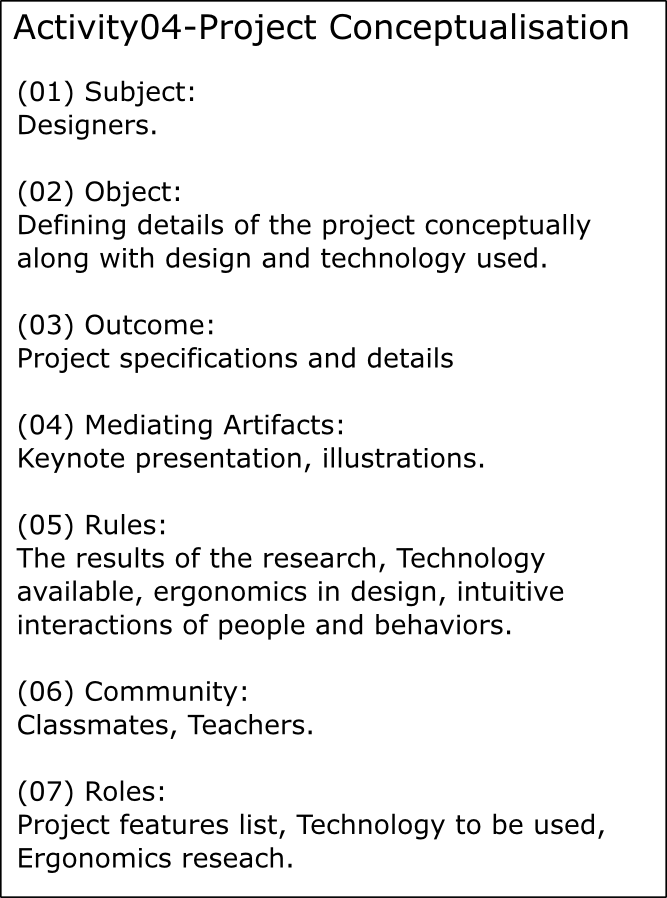 Activity04-Project Conceptualisation
(01) Subject:
Designers.
(02) Object:
Defining details of the project conceptually
along with design and technology used.
(03) Outcome:
Project specifications and details
(04) Mediating Artifacts:
Keynote presentation, illustrations.
(05) Rules:
The results of the research, Technology
available, ergonomics in design, intuitive
interactions of people and behaviors.
(06) Community:
Classmates, Teachers.
(07) Roles:
Project features list, Technology to be used,
Ergonomics reseach.